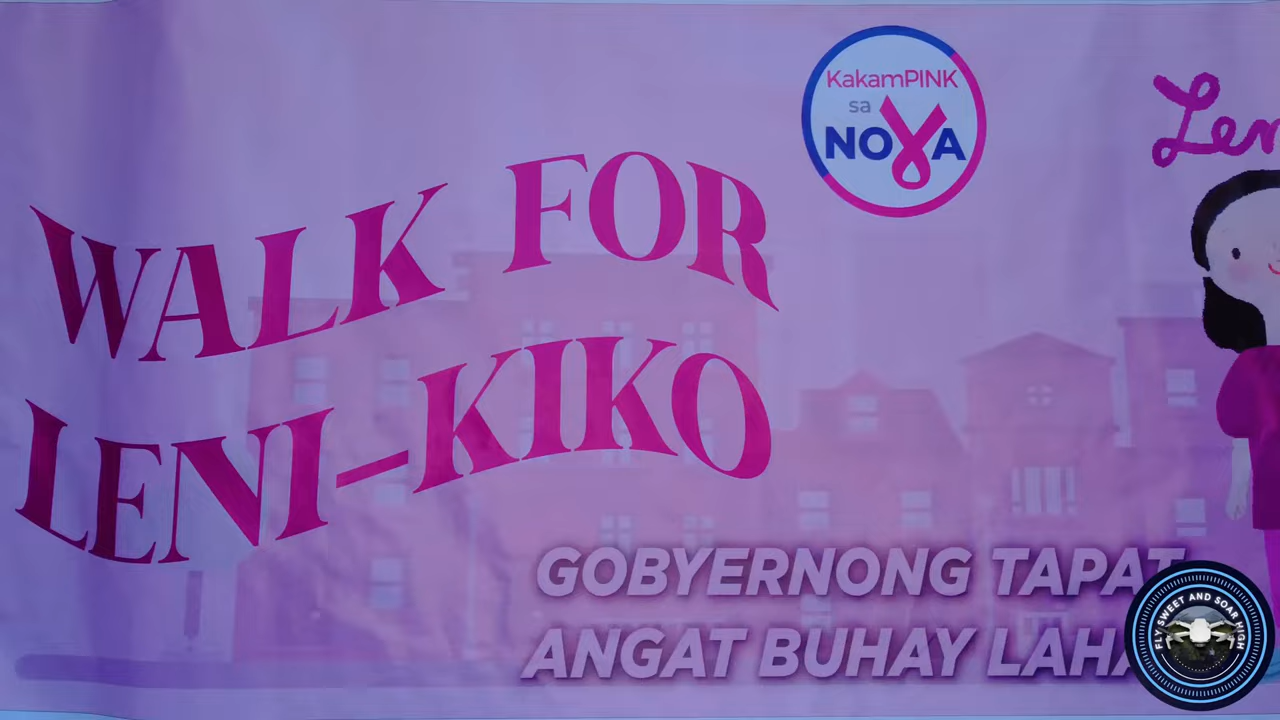 WALK FOR
LENI-KIKO
KakamPINK
sa
NOVA
GOBYERNONG TAPAT
ANGAT BUHAY
FLY SWEET AND SOAR HIGH